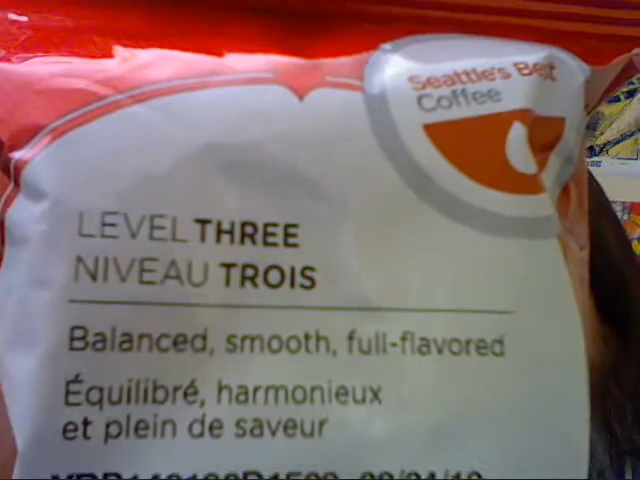 Seattle's Best
Coffee
LEVEL THREE
NIVEAU TROIS
Balanced, smooth, full-flavored
Équilibré, harmonieux
et plein de saveur